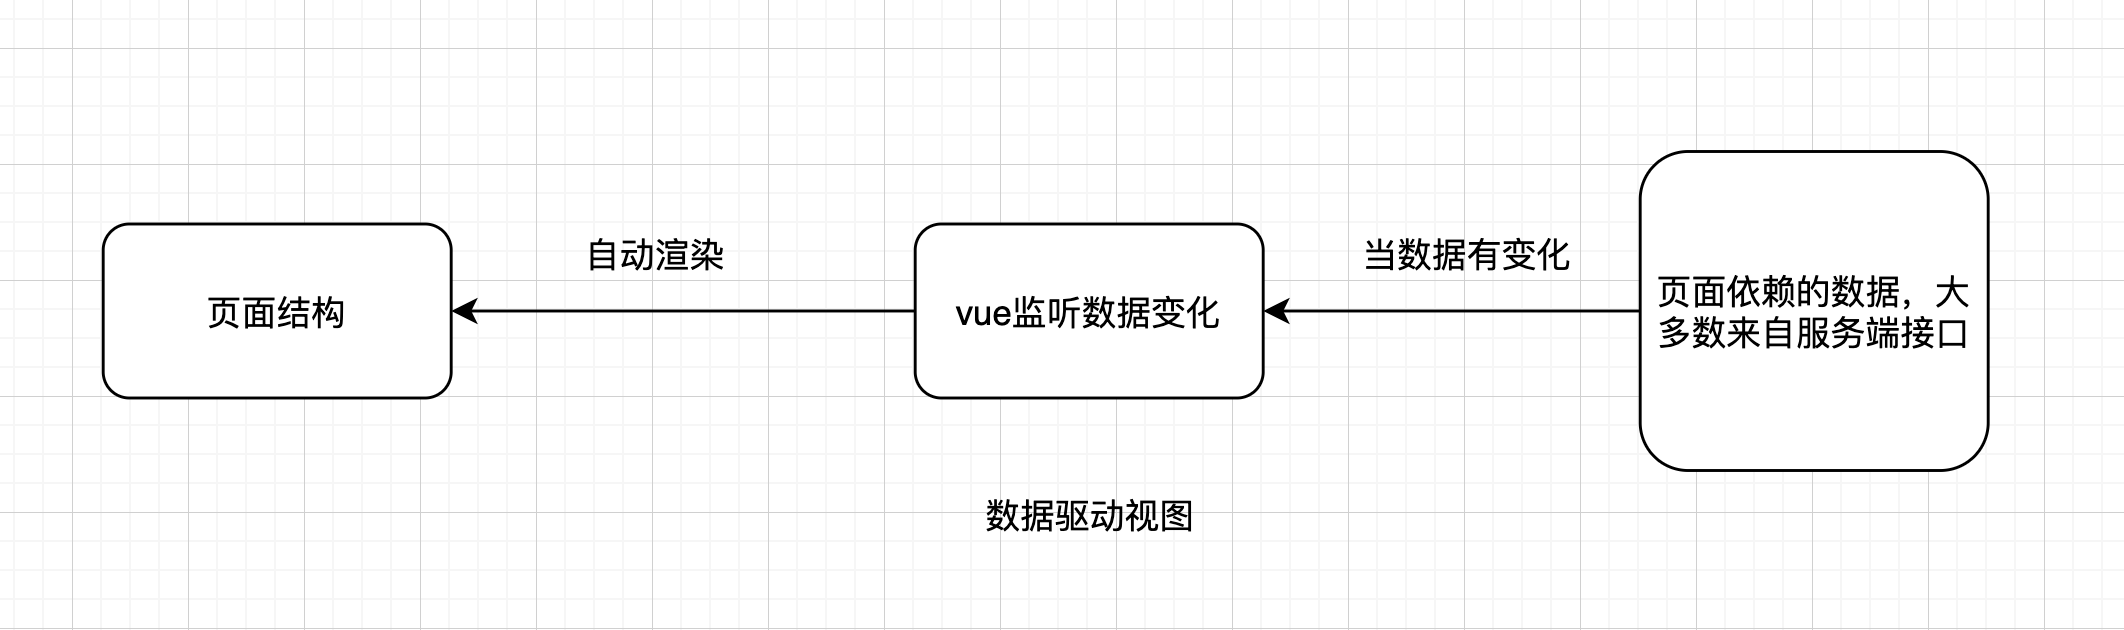 自动渲染
当数据有变化
页面结构
vue监听数据变化
页面依赖的数据，大
多数来自服务端接口
数据驱动视图